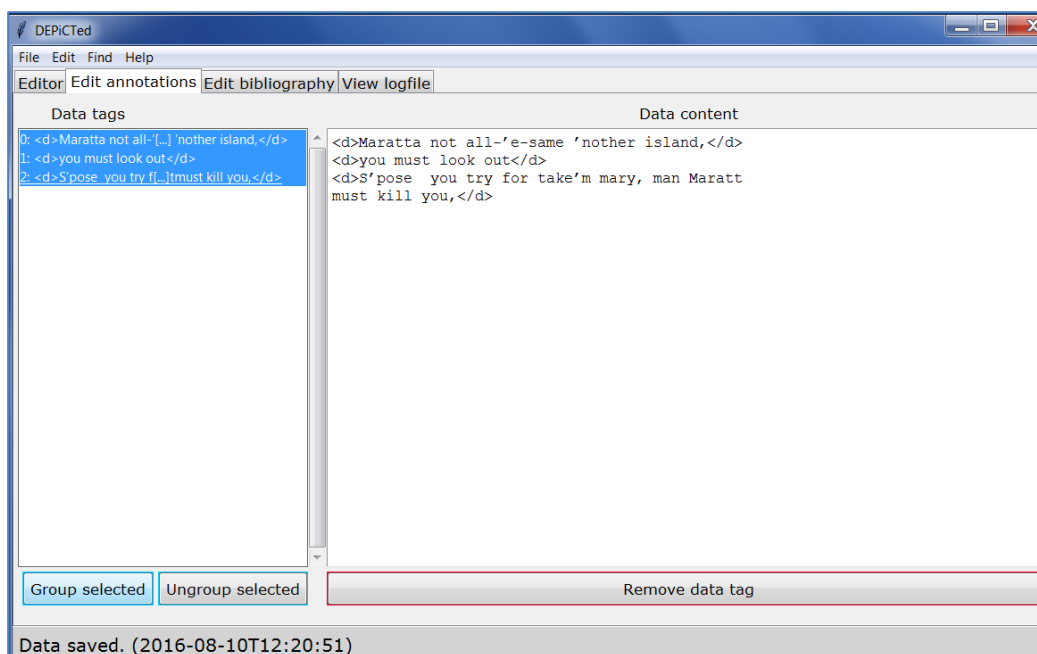 DEPiCTed
File Edit Find Help
Editor Edit annotations Edit bibliography View logfile
Data tags
Data content
0: <d>Maratta not all-‘[...] ’nother island,</d>
1: <d>you must look out</d>
2: <d>S’pose  you try f[...]tmust kill you,</d>
<d>Maratta not all-’e-same ’nother island,</d>
<d>you must look out</d>
<d>S’pose  you try for take’m mary, man Maratt
must kill you,</d>
Group selected Ungroup selected
Remove data tag
Data saved. (2016-08-10T12:20:51)